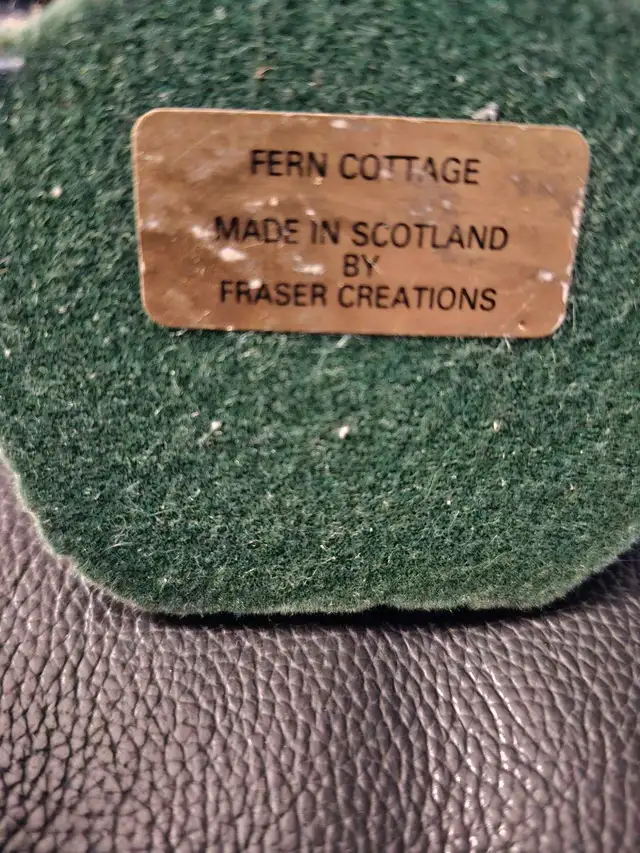 FERN COTTAGE
MADE IN SCOTLAND
BY
FRASER CREATIONS